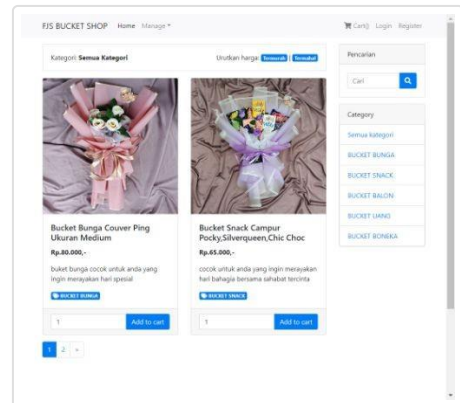 FJS BUCKET SHOP Home Manage
Cart() Login Register
Kategori: Semua Kategori
Urutkan harga: Termurah | Termahal
Bucket Bunga Couver Ping
Ukuran Medium
Rp.80.000,-
buket bunga cocok untuk anda yang
ingin merayakan hari spesial
BUCKET BUNGA
1 Add to cart
Bucket Snack Campur
Pocky,Silverqueen,Chic Choc
Rp.65.000,-
cocok untuk anda yang ingin merayakan
hari bahagia bersama sahabat tercinta
BUCKET SNACK
1 Add to cart
1 2 »
Pencarian
Cari
Category
Semua kategori
BUCKET BUNGA
BUCKET SNACK
BUCKET BALON
BUCKET UANG
BUCKET BONEKA